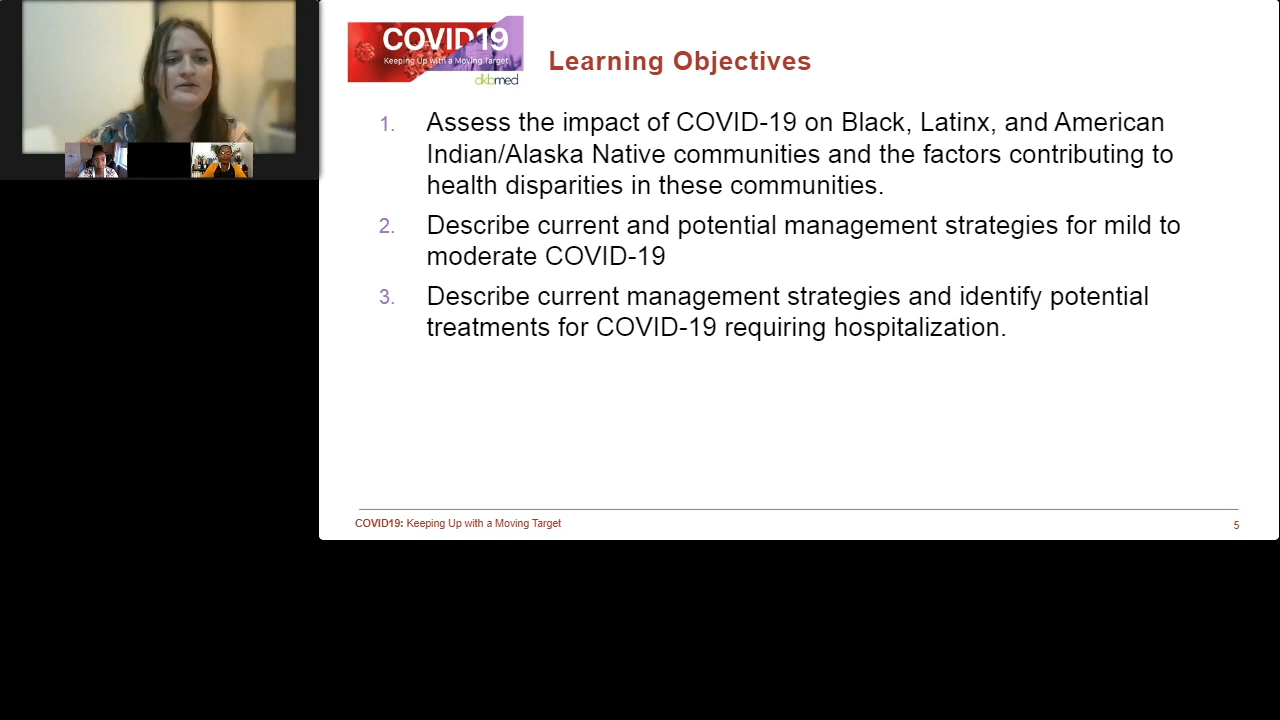 COVID19
Keeping Up with a Moving Target
dkbmed
Learning Objectives
1. Assess the impact of COVID-19 on Black, Latinx, and American
Indian/Alaska Native communities and the factors contributing to
health disparities in these communities.
2. Describe current and potential management strategies for mild to
moderate COVID-19
3. Describe current management strategies and identify potential
treatments for COVID-19 requiring hospitalization.
COVID19: Keeping Up with a Moving Target
5